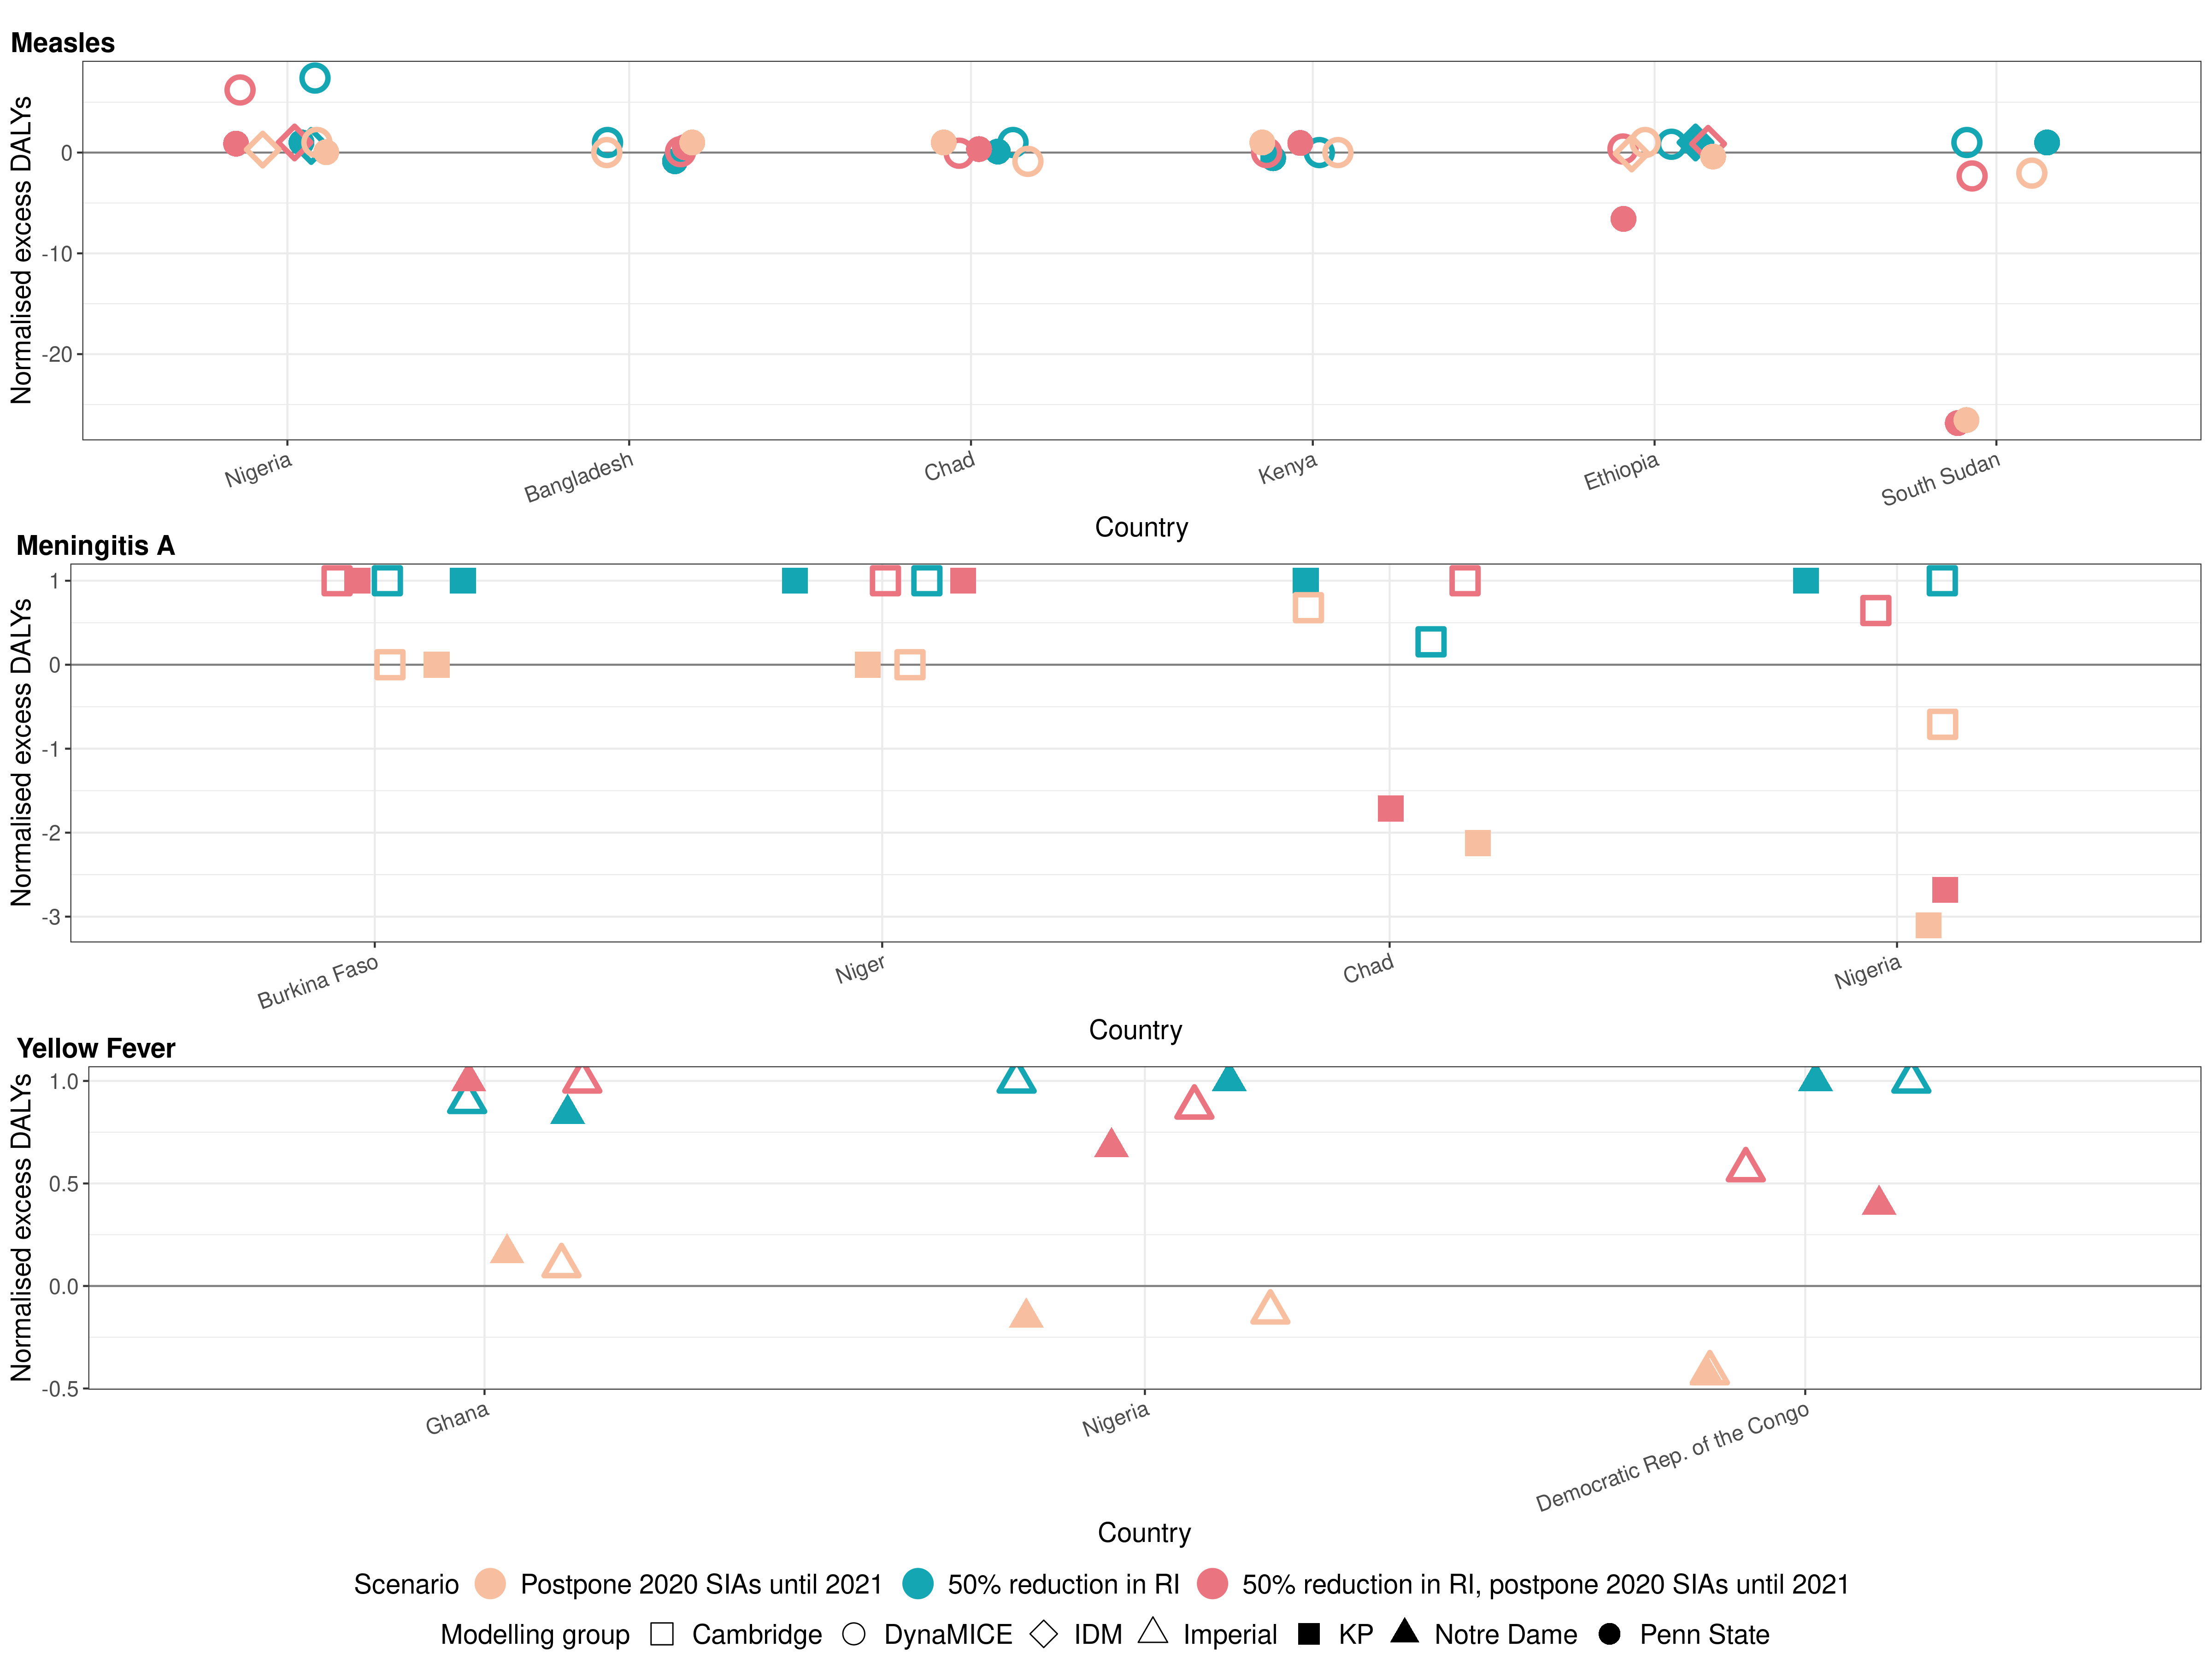 Measles
Normalised excess DALYs
0
-10
-20
Nigeria
Bangladesh
Chad
Kenya
Ethiopia
South Sudan
Country
Meningitis A
Normalised excess DALYs
1
0
-1
-2
-3
Burkina Faso
Niger
Chad
Nigeria
Country
Yellow Fever
Normalised excess DALYs
1.0
0.5
0.0
-0.5
Ghana
Nigeria
Democratic Rep. of the Congo
Country
Scenario Postpone 2020 SIAs until 2021 50% reduction in RI 50% reduction in RI, postpone 2020 SIAs until 2021
Modelling group Cambridge DynaMICE IDM Imperial KP Notre Dame Penn State